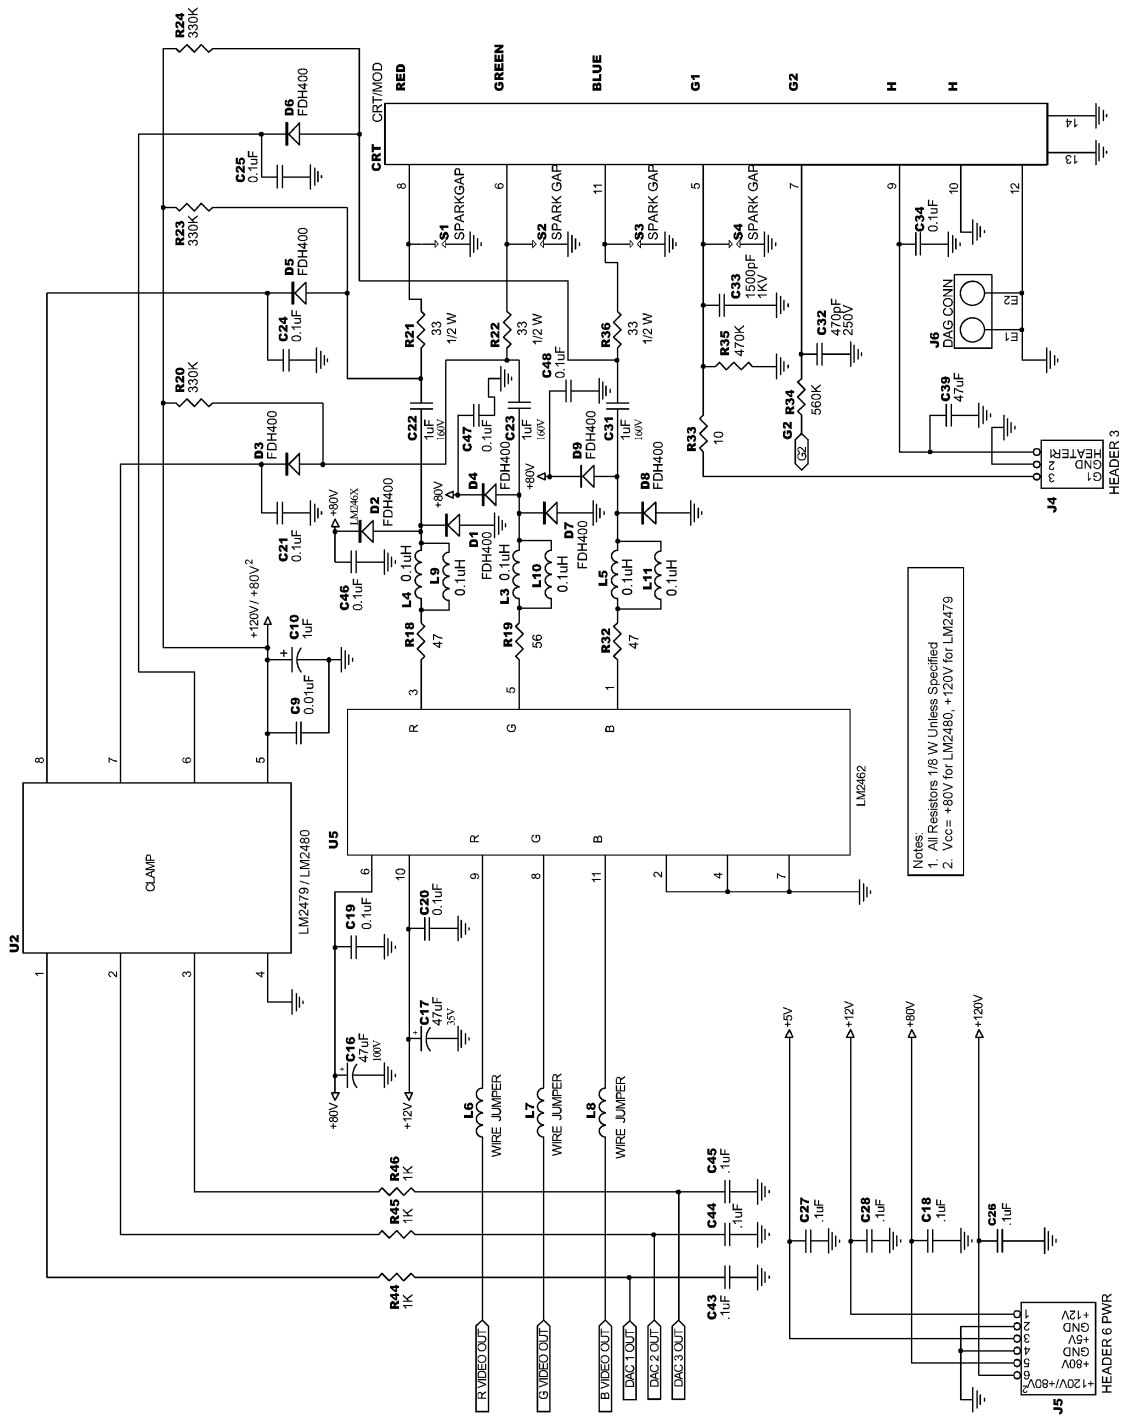 R24
330K
D6
FDH400
C25
0.1uF
R23
330K
D5
FDH400
C24
0.1uF
R20
330K
D3
FDH400
C21
0.1uF
+120V / +80V2
C10
1uF
+
C9
0.01uF
8
7
6
5
U2
CLAMP
LM2479 / LM2480
1
2
3
4
CRT
CRT/MOD
RED
GREEN
BLUE
G1
G2
H
H
8
6
11
5
7
9
10
12
13
14
S1
SPARKGAP
S2
SPARK GAP
S3
SPARK GAP
S4
SPARK GAP
R21
33
1/2 W
R22
33
1/2 W
R36
33
1/2 W
C33
1500pF
1KV
R35
470K
C32
470pF
250V
R34
560K
G2
G2
R33
10
C34
0.1uF
J6
DAG CONN
E2
E1
C39
47uF
J4
HEADER 3
HEATER1
GND
G1
1
2
3
C22
1uF
160V
C47
0.1uF
C23
1uF
160V
C48
0.1uF
C31
1uF
160V
+80V
LM246X
D2
FDH400
C46
0.1uF
D1
FDH400
+80V
D4
FDH400
D7
FDH400
+80V
D9
FDH400
D8
FDH400
L4
0.1uH
L9
0.1uH
L3
0.1uH
L10
0.1uH
L5
0.1uH
L11
0.1uH
R18
47
R19
56
R32
47
3
5
1
R
G
B
U5
LM2462
R
G
B
6
10
9
8
11
2
4
7
C19
0.1uF
C20
0.1uF
C16
47uF
100V
+
C17
47uF
35V
+
+80V
+12V
L6
WIRE JUMPER
L7
WIRE JUMPER
L8
WIRE JUMPER
R46
1K
R45
1K
R44
1K
C45
.1uF
C44
.1uF
C43
.1uF
R VIDEO OUT
G VIDEO OUT
B VIDEO OUT
DAC 1 OUT
DAC 2 OUT
DAC 3 OUT
Notes:
1. All Resistors 1/8 W Unless Specified
2. Vcc= +80V for LM2480, +120V for LM2479
+5V
+12V
+80V
+120V
C27
.1uF
C28
.1uF
C18
.1uF
C26
.1uF
J5
HEADER 6 PWR
1
2
3
4
5
6
+12V
GND
+5V
GND
+80V
+120V/+80V2